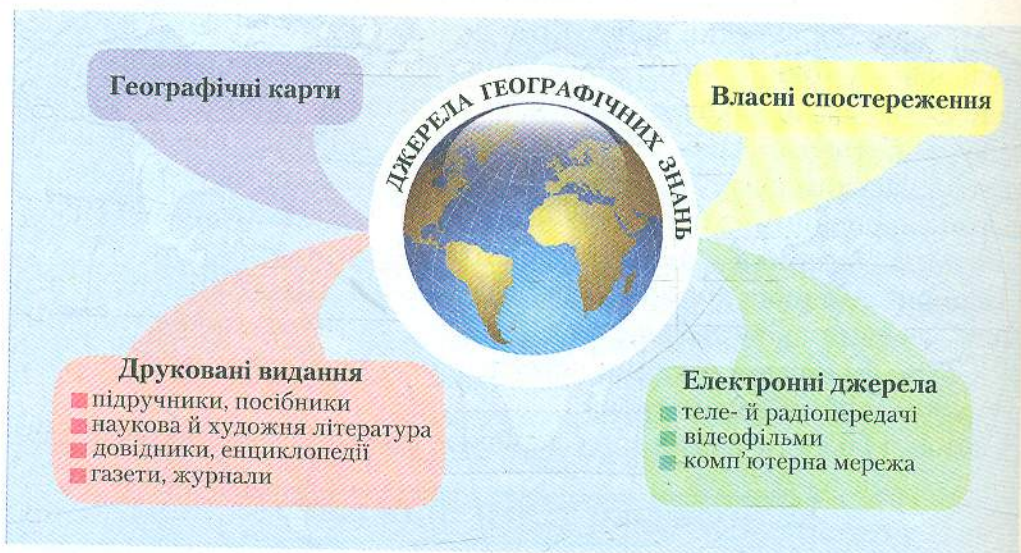 ДЖЕРЕЛА ГЕОГРАФІЧНИХ ЗНАНЬ
Географічні карти
Власні спостереження
Друковані видання
підручники, посібники
наукова й художня література
довідники, енциклопедії
газети, журнали
Електронні джерела
теле- й радіопередачі
відеофільми
комп’ютерна мережа